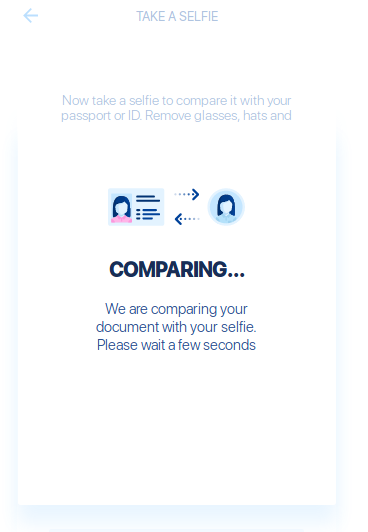 TAKE A SELFIE
Now take a selfie to compare it with your
passport or ID. Remove glasses, hats and
COMPARING...
We are comparing your
document with your selfie.
Please wait a few seconds